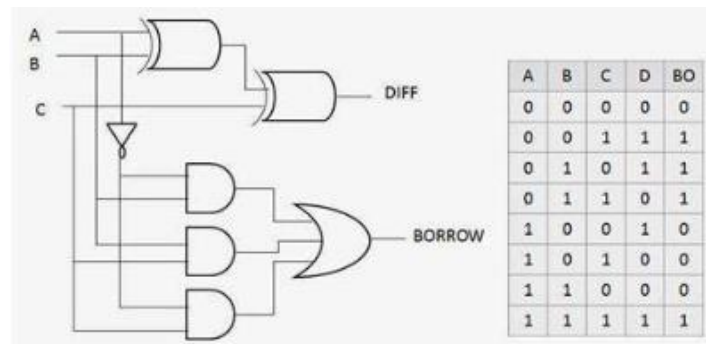 A
B
C
DIFF
BORROW
A B C D BO
0 0 0 0 0
0 0 1 1 1
0 1 0 1 1
0 1 1 0 1
1 0 0 1 0
1 0 1 0 0
1 1 0 0 0
1 1 1 1 1